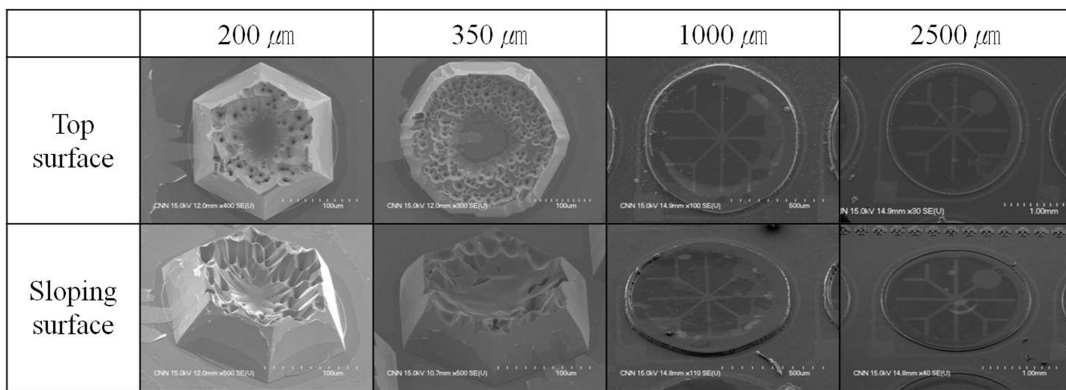 200 ㎛
350 ㎛
1000 ㎛
2500 ㎛
Top
surface
CNN 15.0kV 12.0mm x400 SE(U)
100um
CNN 15.0kV 12.0mm x300 SE(U)
100um
CNN 15.0kV 14.9mm x100 SE(U)
500um
NN 15.0kV 14.9mm x30 SE(U)
1.00mm
Sloping
surface
CNN 15.0kV 12.0mm x500 SE(U)
100um
CNN 15.0kV 10.7mm x500 SE(U)
100um
CNN 15.0kV 14.8mm x110 SE(U)
500um
CNN 15.0kV 14.8mm x40 SE(U)
1.00mm